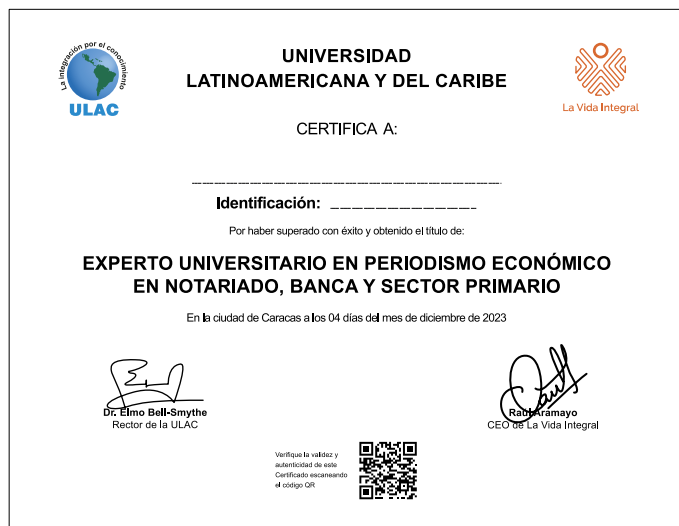 La integración por el conocimiento
ULAC
UNIVERSIDAD
LATINOAMERICANA Y DEL CARIBE
La Vida Integral
CERTIFICA A:
Identificación:
Por haber superado con éxito y obtenido el título de:
EXPERTO UNIVERSITARIO EN PERIODISMO ECONÓMICO
EN NOTARIADO, BANCA Y SECTOR PRIMARIO
En la ciudad de Caracas a los 04 días del mes de diciembre de 2023
Dr. Elmo Bell-Smythe
Rector de la ULAC
Raúl Aramayo
CEO de La Vida Integral
Verifique la validez y
autenticidad de este
Certificado escaneando
el código QR